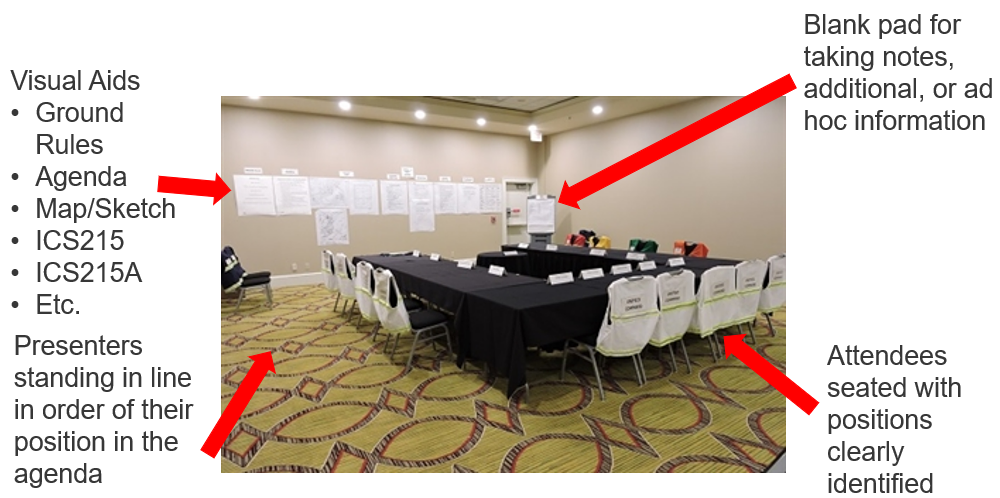 Visual Aids
• Ground
Rules
• Agenda
• Map/Sketch
• ICS215
• ICS215A
• Etc.
Presenters
standing in line
in order of their
position in the
agenda
Blank pad for
taking notes,
additional, or ad
hoc information
Attendees
seated with
positions
clearly
identified